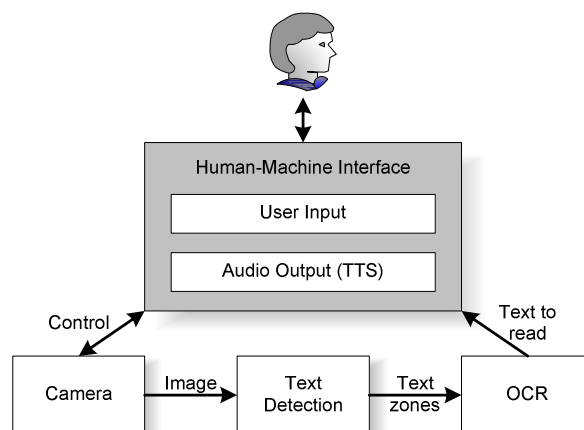 Human-Machine Interface
User Input
Audio Output (TTS)
Control
Text to
read
Camera
Image
Text
Detection
Text
zones
OCR